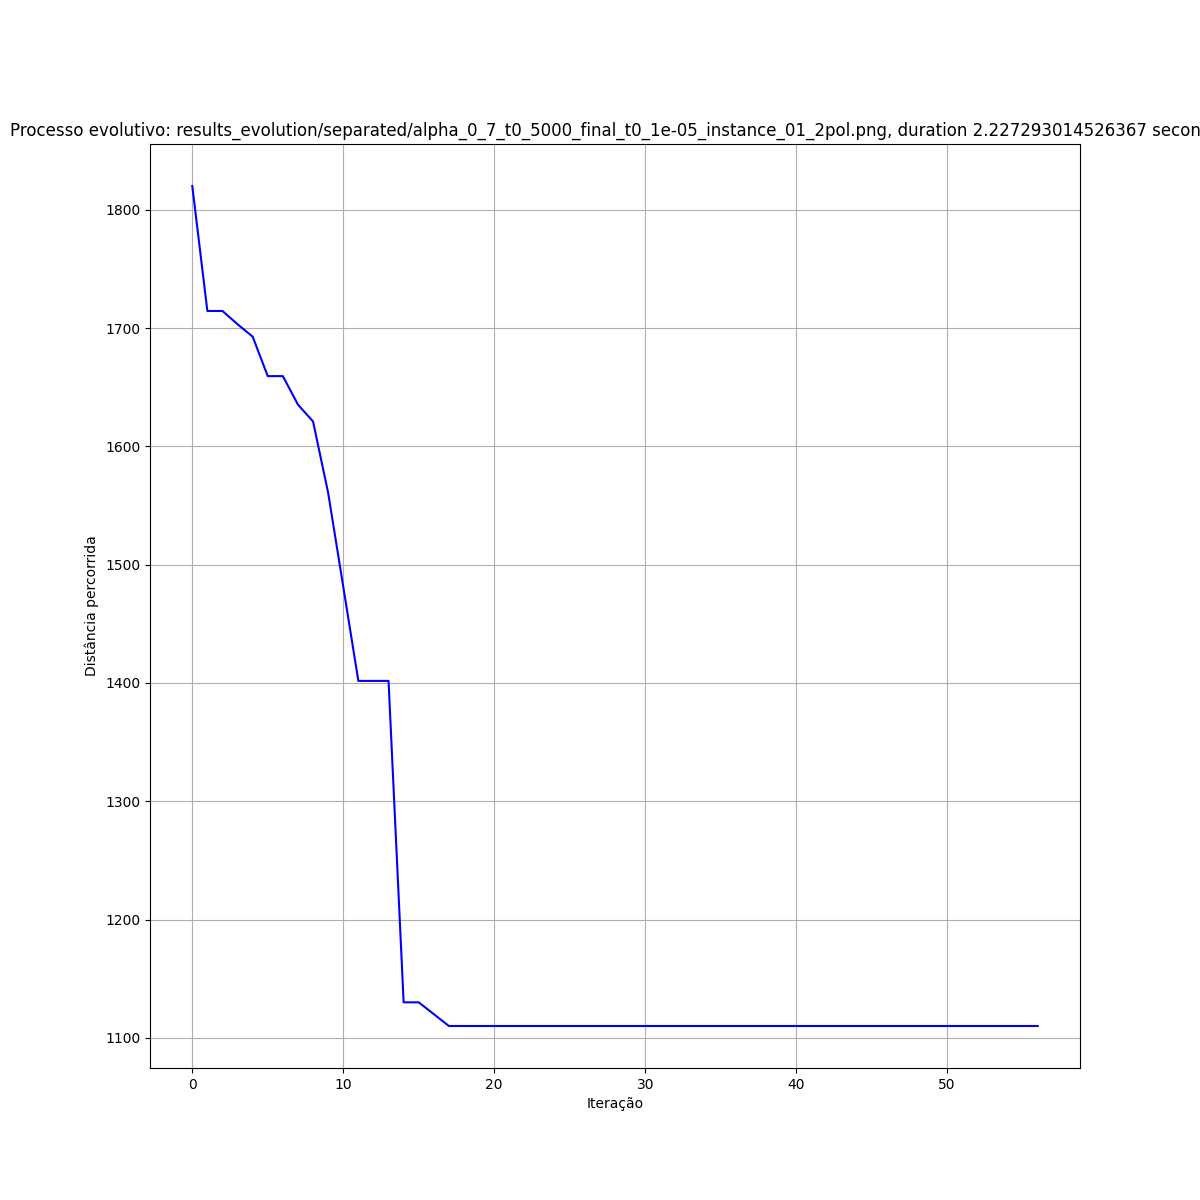 Processo evolutivo: results_evolution/separated/alpha_0_7_t0_5000_final_t0_1e-05_instance_01_2pol.png, duration 2.227293014526367 secon
1800
1700
1600
1500
1400
1300
1200
1100
Distância percorrida
0 10 20 30 40 50
Iteração